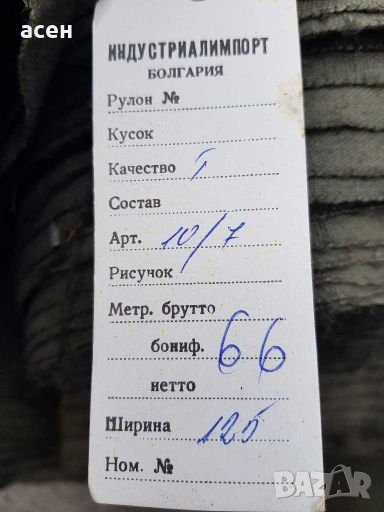 асен
ИНДУСТРИАЛИМПОРТ
БОЛГАРИЯ
Рулон №
Кусок
Качество I
Состав
Арт. 10/7
Рисучок
Метр. брутто
бониф. 66
нетто
Ширина 125
Ном. №
BAZAR